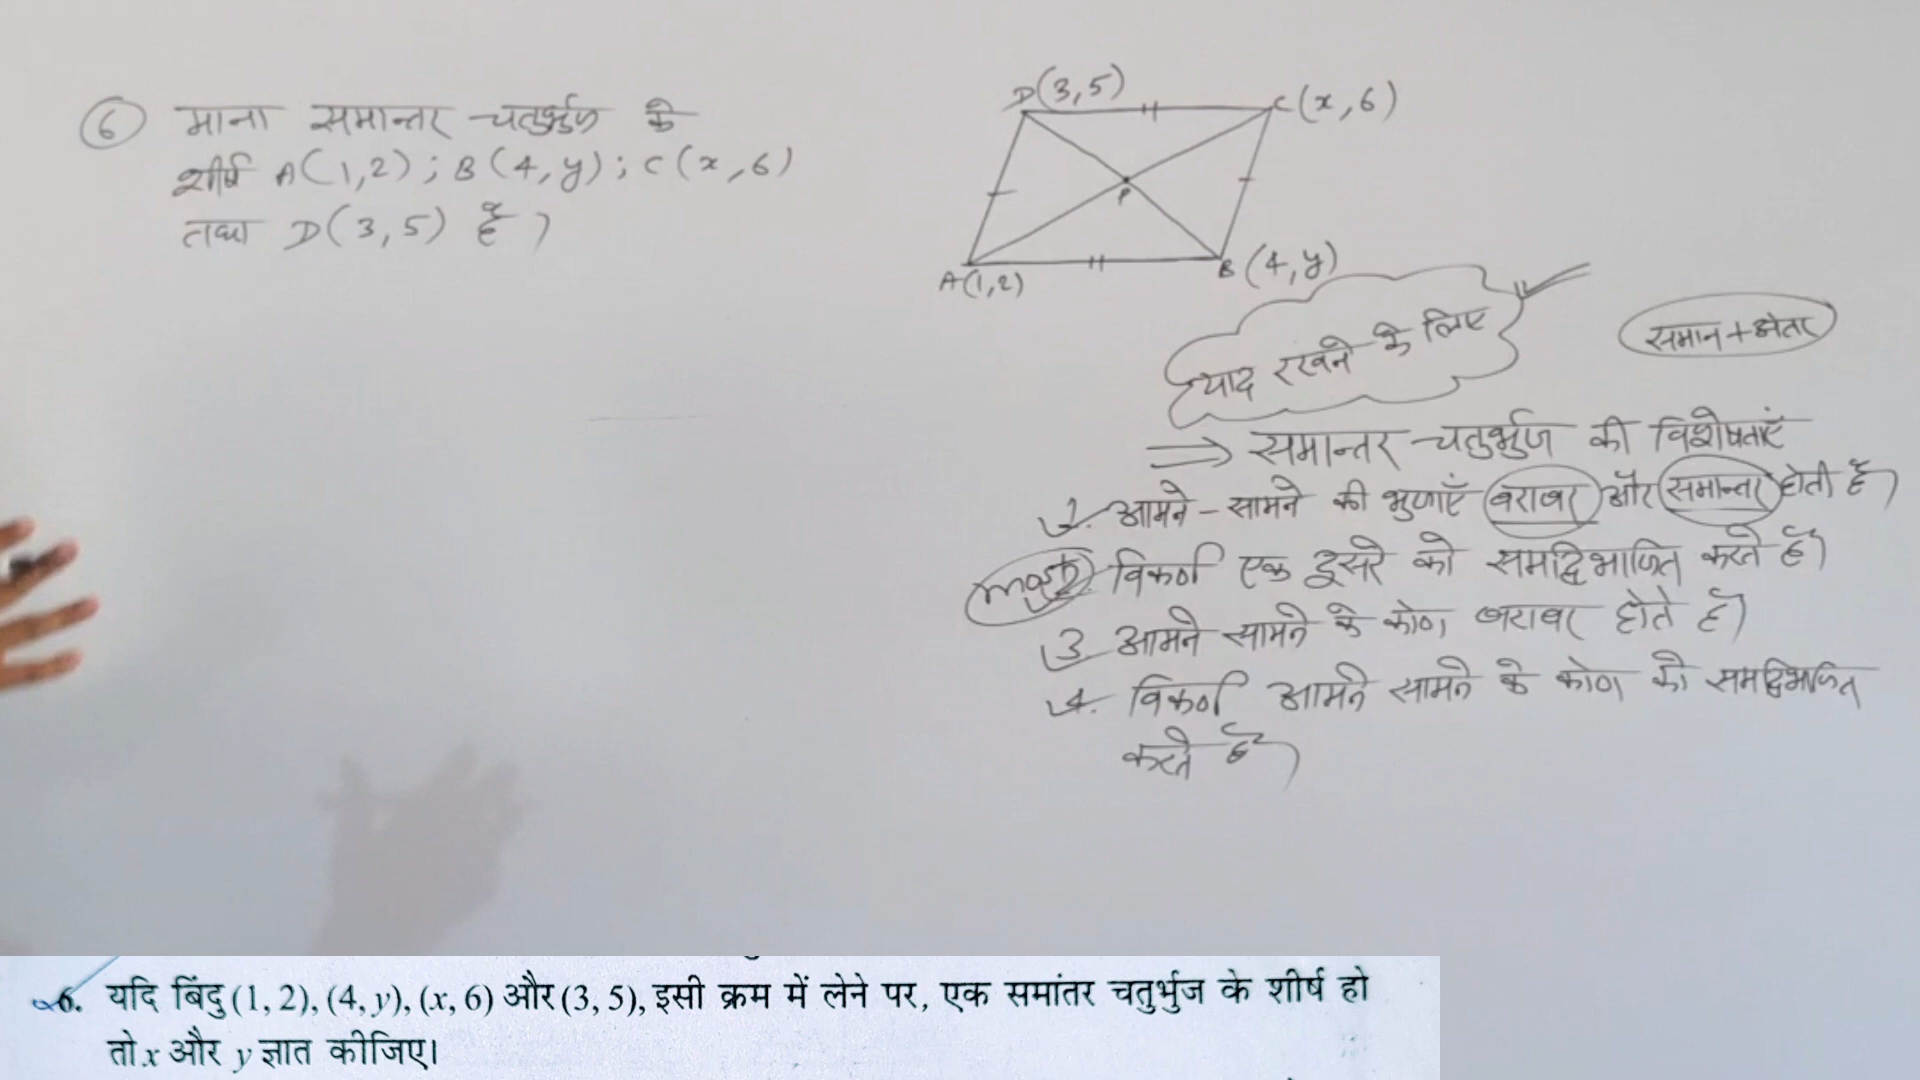 ⑥ माना समान्तर चतुर्भुज के
शीर्ष A(1,2) ; B(4,y) ; C(x,6)
तथा D(3,5) है।
D(3,5)
C(x,6)
P
A(1,2)
B(4,y)
याद रखने के लिए
समान+अंतर
⇒ समान्तर चतुर्भुज की विशेषताएँ
1. आमने-सामने की भुजाएँ बराबर और समान्तर होती है।
2. विकर्ण एक दूसरे को समद्विभाजित करते है।
3. आमने सामने के कोण बराबर होते है।
4. विकर्ण आमने सामने के कोण को समद्विभाजित
करते है।
6. यदि बिंदु (1, 2), (4, y), (x, 6) और (3, 5), इसी क्रम में लेने पर, एक समांतर चतुर्भुज के शीर्ष हो
तो x और y ज्ञात कीजिए।